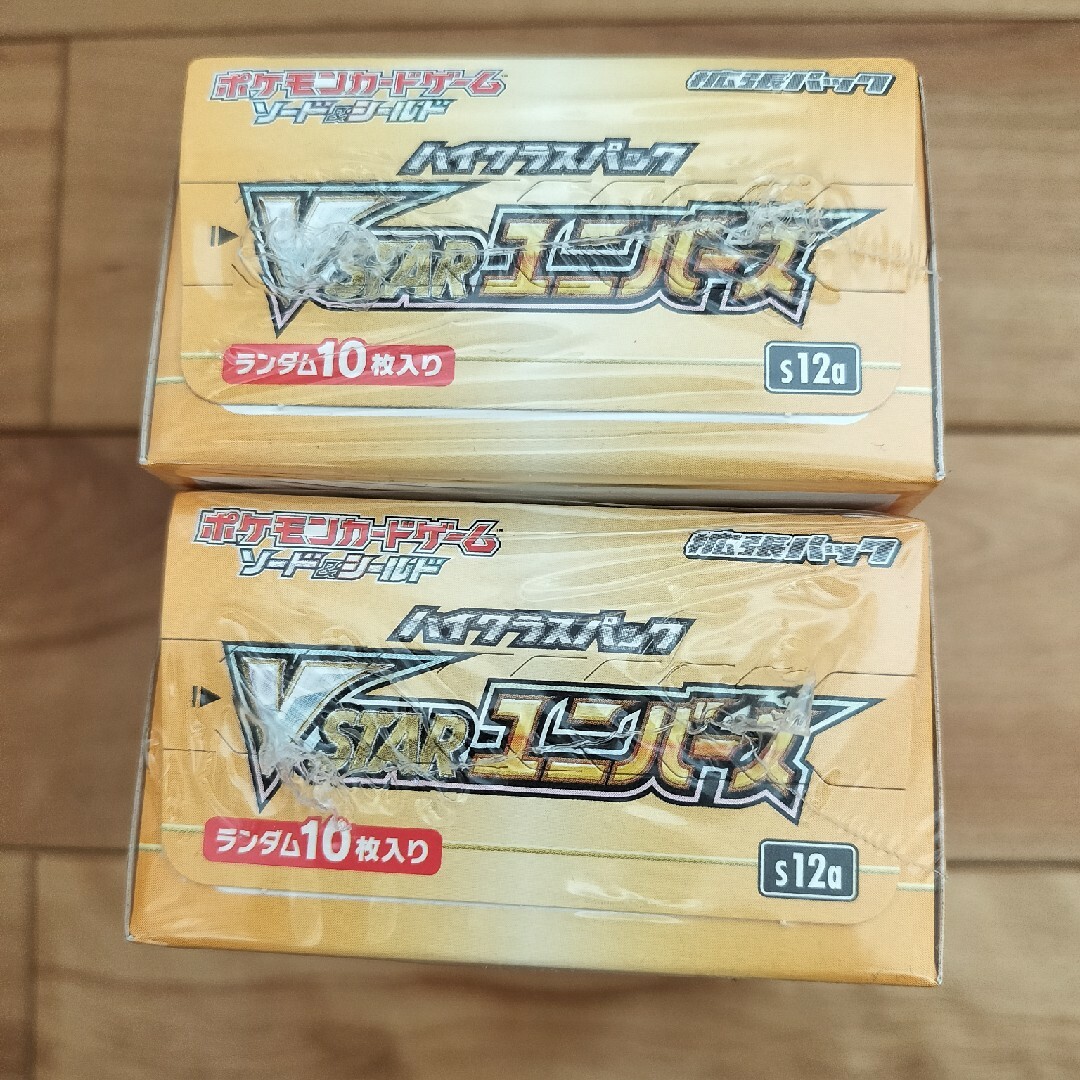 ポケモンカードゲーム™
ソード&シールド
拡張パック
ハイクラスパック
VSTARユニバース
ランダム10枚入り
s12a
ポケモンカードゲーム™
ソード&シールド
拡張パック
ハイクラスパック
VSTARユニバース
ランダム10枚入り
s12a